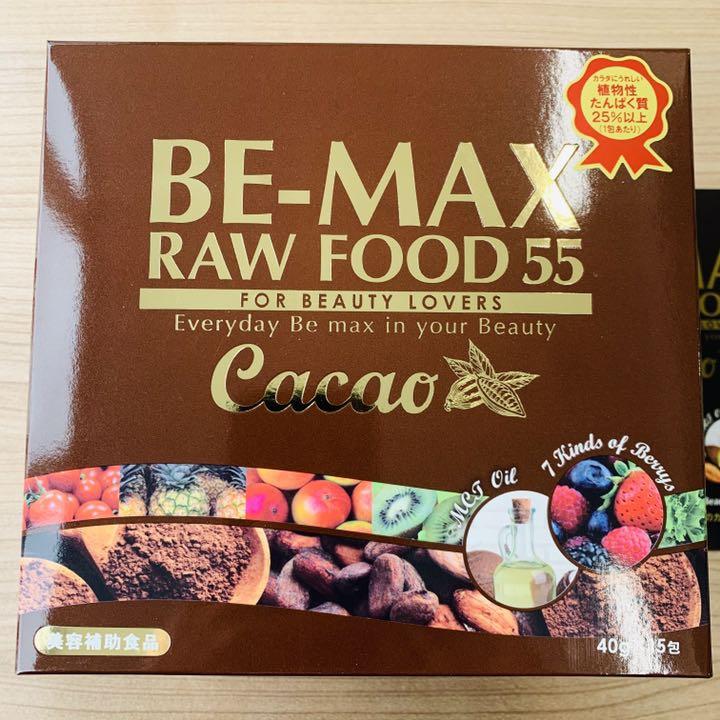 カラダにうれしい
植物性
たんぱく質
25%以上
(1包あたり)
BE-MAX
RAW FOOD 55
FOR BEAUTY LOVERS
Everyday Be max in your Beauty
Cacao
MCT Oil
7 Kinds of Berrys
美容補助食品
40g
5包